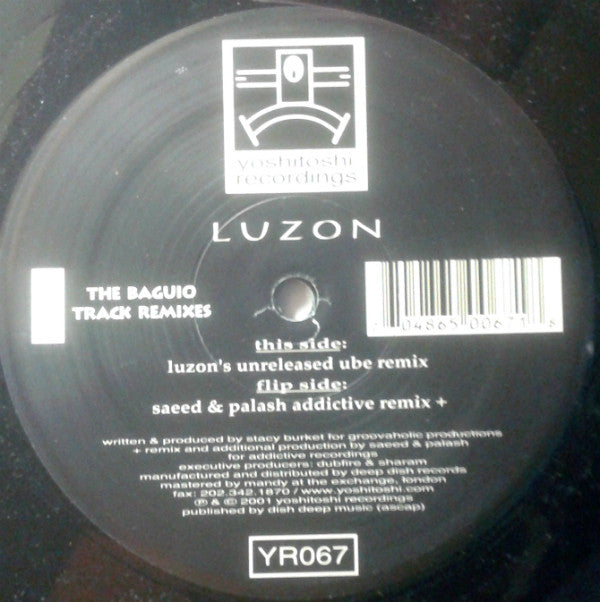 yoshitoshi
recordings
LUZON
THE BAGUIO
TRACK REMIXES
04865 00671 8
this side:
luzon's unreleased ube remix
flip side:
saeed & palash addictive remix +
written & produced by stacy burket for groovaholic productions
+ remix and additional production by saeed & palash
for addictive recordings
executive producers: dubfire & sharam
manufactured and distributed by deep dish records
mastered by mandy at the exchange, london
fax: 202.342.1870 / www.yoshitoshi.com
℗ & © 2001 yoshitoshi recordings
published by dish deep music (ascap)
YR067